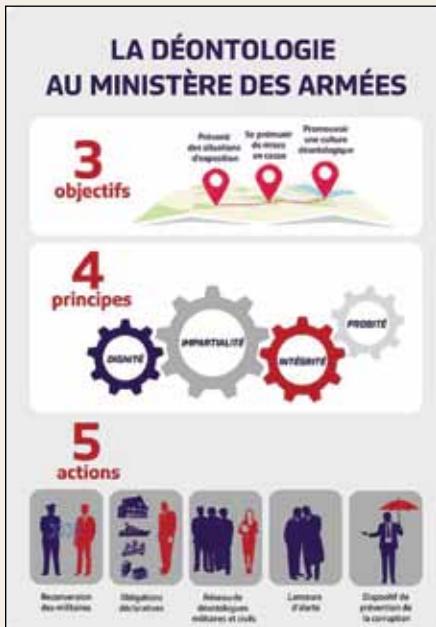 LA DÉONTOLOGIE
AU MINISTÈRE DES ARMÉES
3
objectifs
Prévenir
des situations
d'exposition
Se prémunir
de mises
en cause
Promouvoir
une culture
déontologique
4
principes
DIGNITÉ
IMPARTIALITÉ
INTÉGRITÉ
PROBITÉ
5
actions
Reconversion
des militaires
Obligations
déclaratives
Réseau de
déontologues
militaires et civils
Lanceurs
d'alerte
Dispositif de
prévention de
la corruption